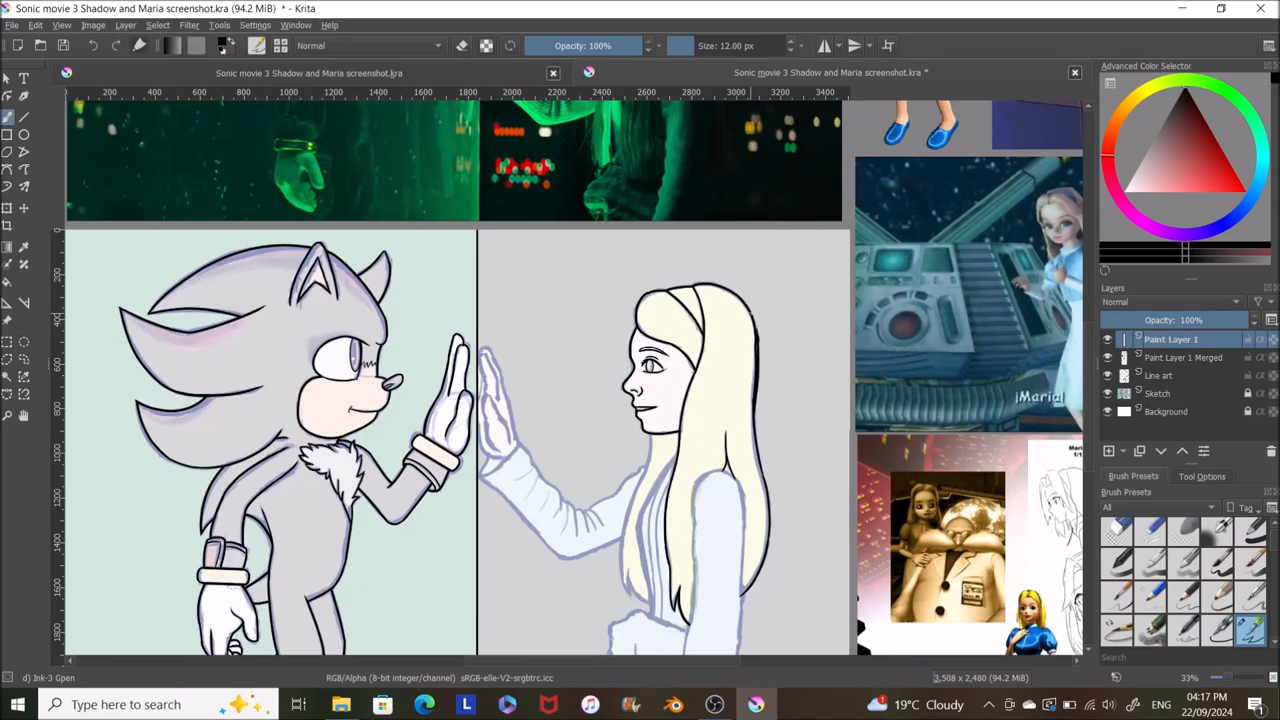 Sonic movie 3 Shadow and Maria screenshot.kra (94.2 MiB) * - Krita
File Edit View Image Layer Select Filter Tools Settings Window Help
Normal Opacity: 100% Size: 12.00 px
Sonic movie 3 Shadow and Maria screenshot.kra
Sonic movie 3 Shadow and Maria screenshot.kra *
Advanced Color Selector
0 200 400 600 800 1000 1200 1400 1600 1800 2000 2200 2400 2600 2800 3000 3200 3400
Layers
Normal
Opacity: 100%
Paint Layer 1
Paint Layer 1 Merged
Line art
Sketch
Background
¡Maria!
Brush Presets Tool Options
Brush Presets
All Tag
Search
d) Ink-3 Gpen
RGB/Alpha (8-bit integer/channel) sRGB-elle-V2-srgbtrc.icc
3,508 x 2,480 (94.2 MiB)
33%
Type here to search
19°C Cloudy
04:17 PM
22/09/2024